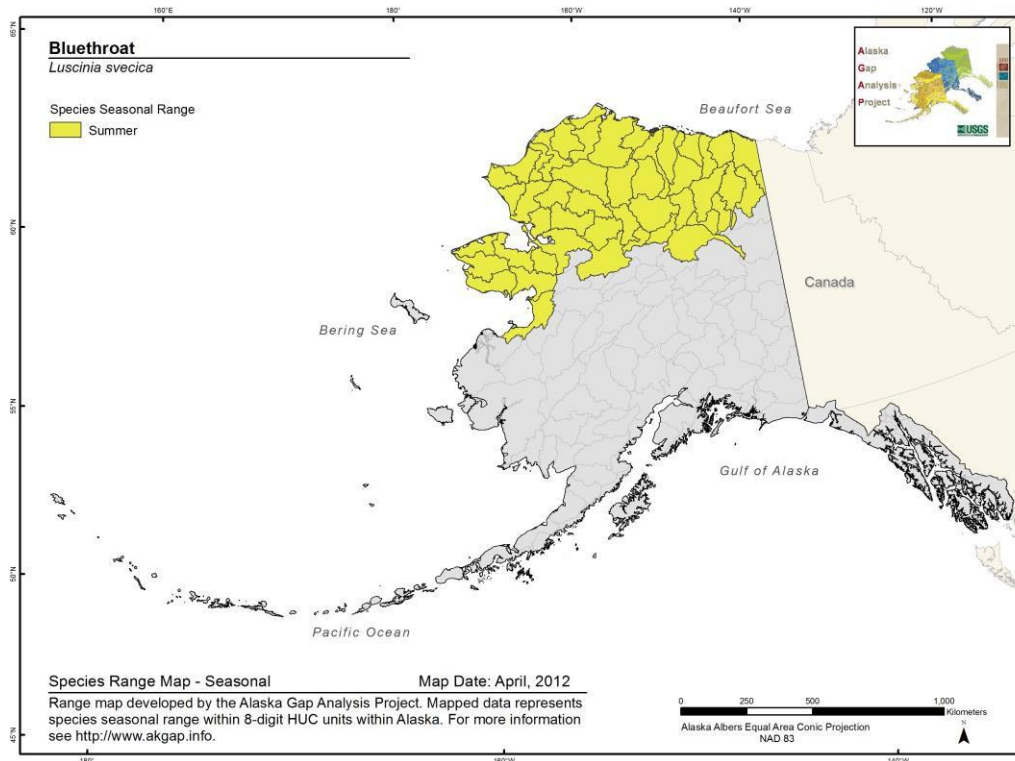 160°E 180° 160°W 140°W 120°W
65°N
Bluethroat
Luscinia svecica
Species Seasonal Range
Summer
Alaska
Gap
Analysis
Project
USGS
Beaufort Sea
60°N
Canada
Bering Sea
55°N
Gulf of Alaska
50°N
Pacific Ocean
Species Range Map - Seasonal Map Date: April, 2012
Range map developed by the Alaska Gap Analysis Project. Mapped data represents
species seasonal range within 8-digit HUC units within Alaska. For more information
see http://www.akgap.info.
0 250 500 750 1,000
Kilometers
Alaska Albers Equal Area Conic Projection
NAD 83
N
45°N
180° 160°W 140°W